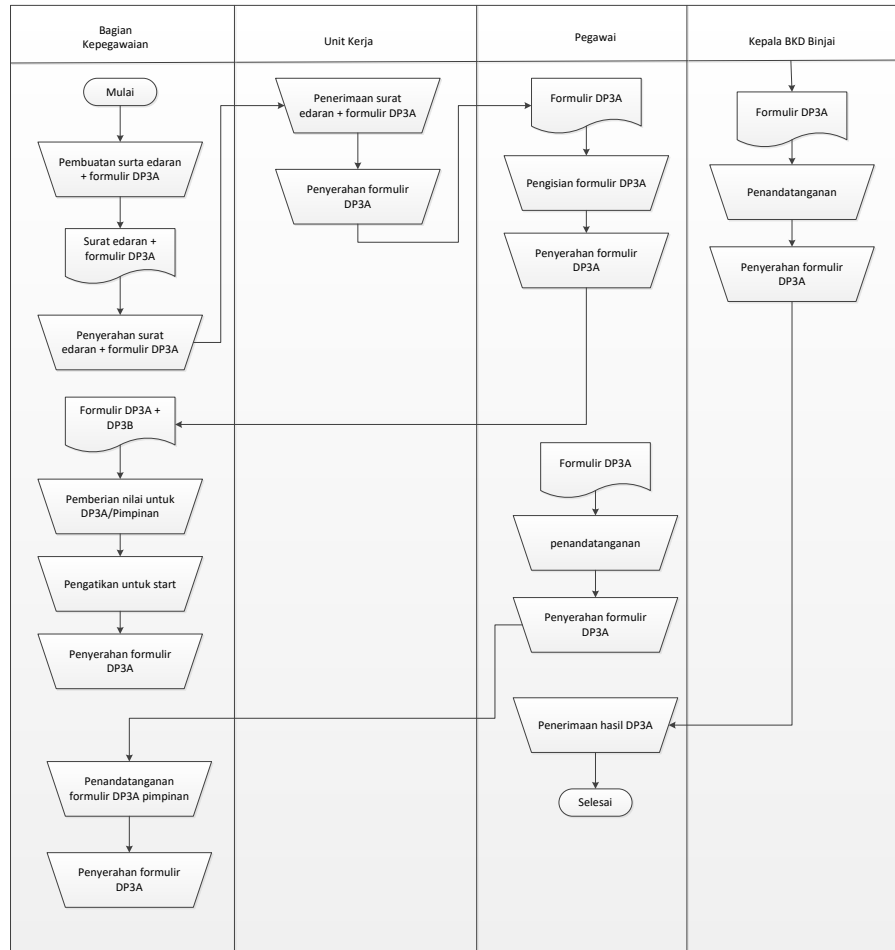 Bagian
Kepegawaian
Unit Kerja
Pegawai
Kepala BKD Binjai
Mulai
Pembuatan surta edaran
+ formulir DP3A
Surat edaran +
formulir DP3A
Penyerahan surat
edaran + formulir DP3A
Penerimaan surat
edaran + formulir DP3A
Penyerahan formulir
DP3A
Formulir DP3A
Pengisian formulir DP3A
Penyerahan formulir
DP3A
Formulir DP3A
Penandatanganan
Penyerahan formulir
DP3A
Formulir DP3A +
DP3B
Pemberian nilai untuk
DP3A/Pimpinan
Pengatikan untuk start
Penyerahan formulir
DP3A
Formulir DP3A
penandatanganan
Penyerahan formulir
DP3A
Penandatanganan
formulir DP3A pimpinan
Penyerahan formulir
DP3A
Penerimaan hasil DP3A
Selesai